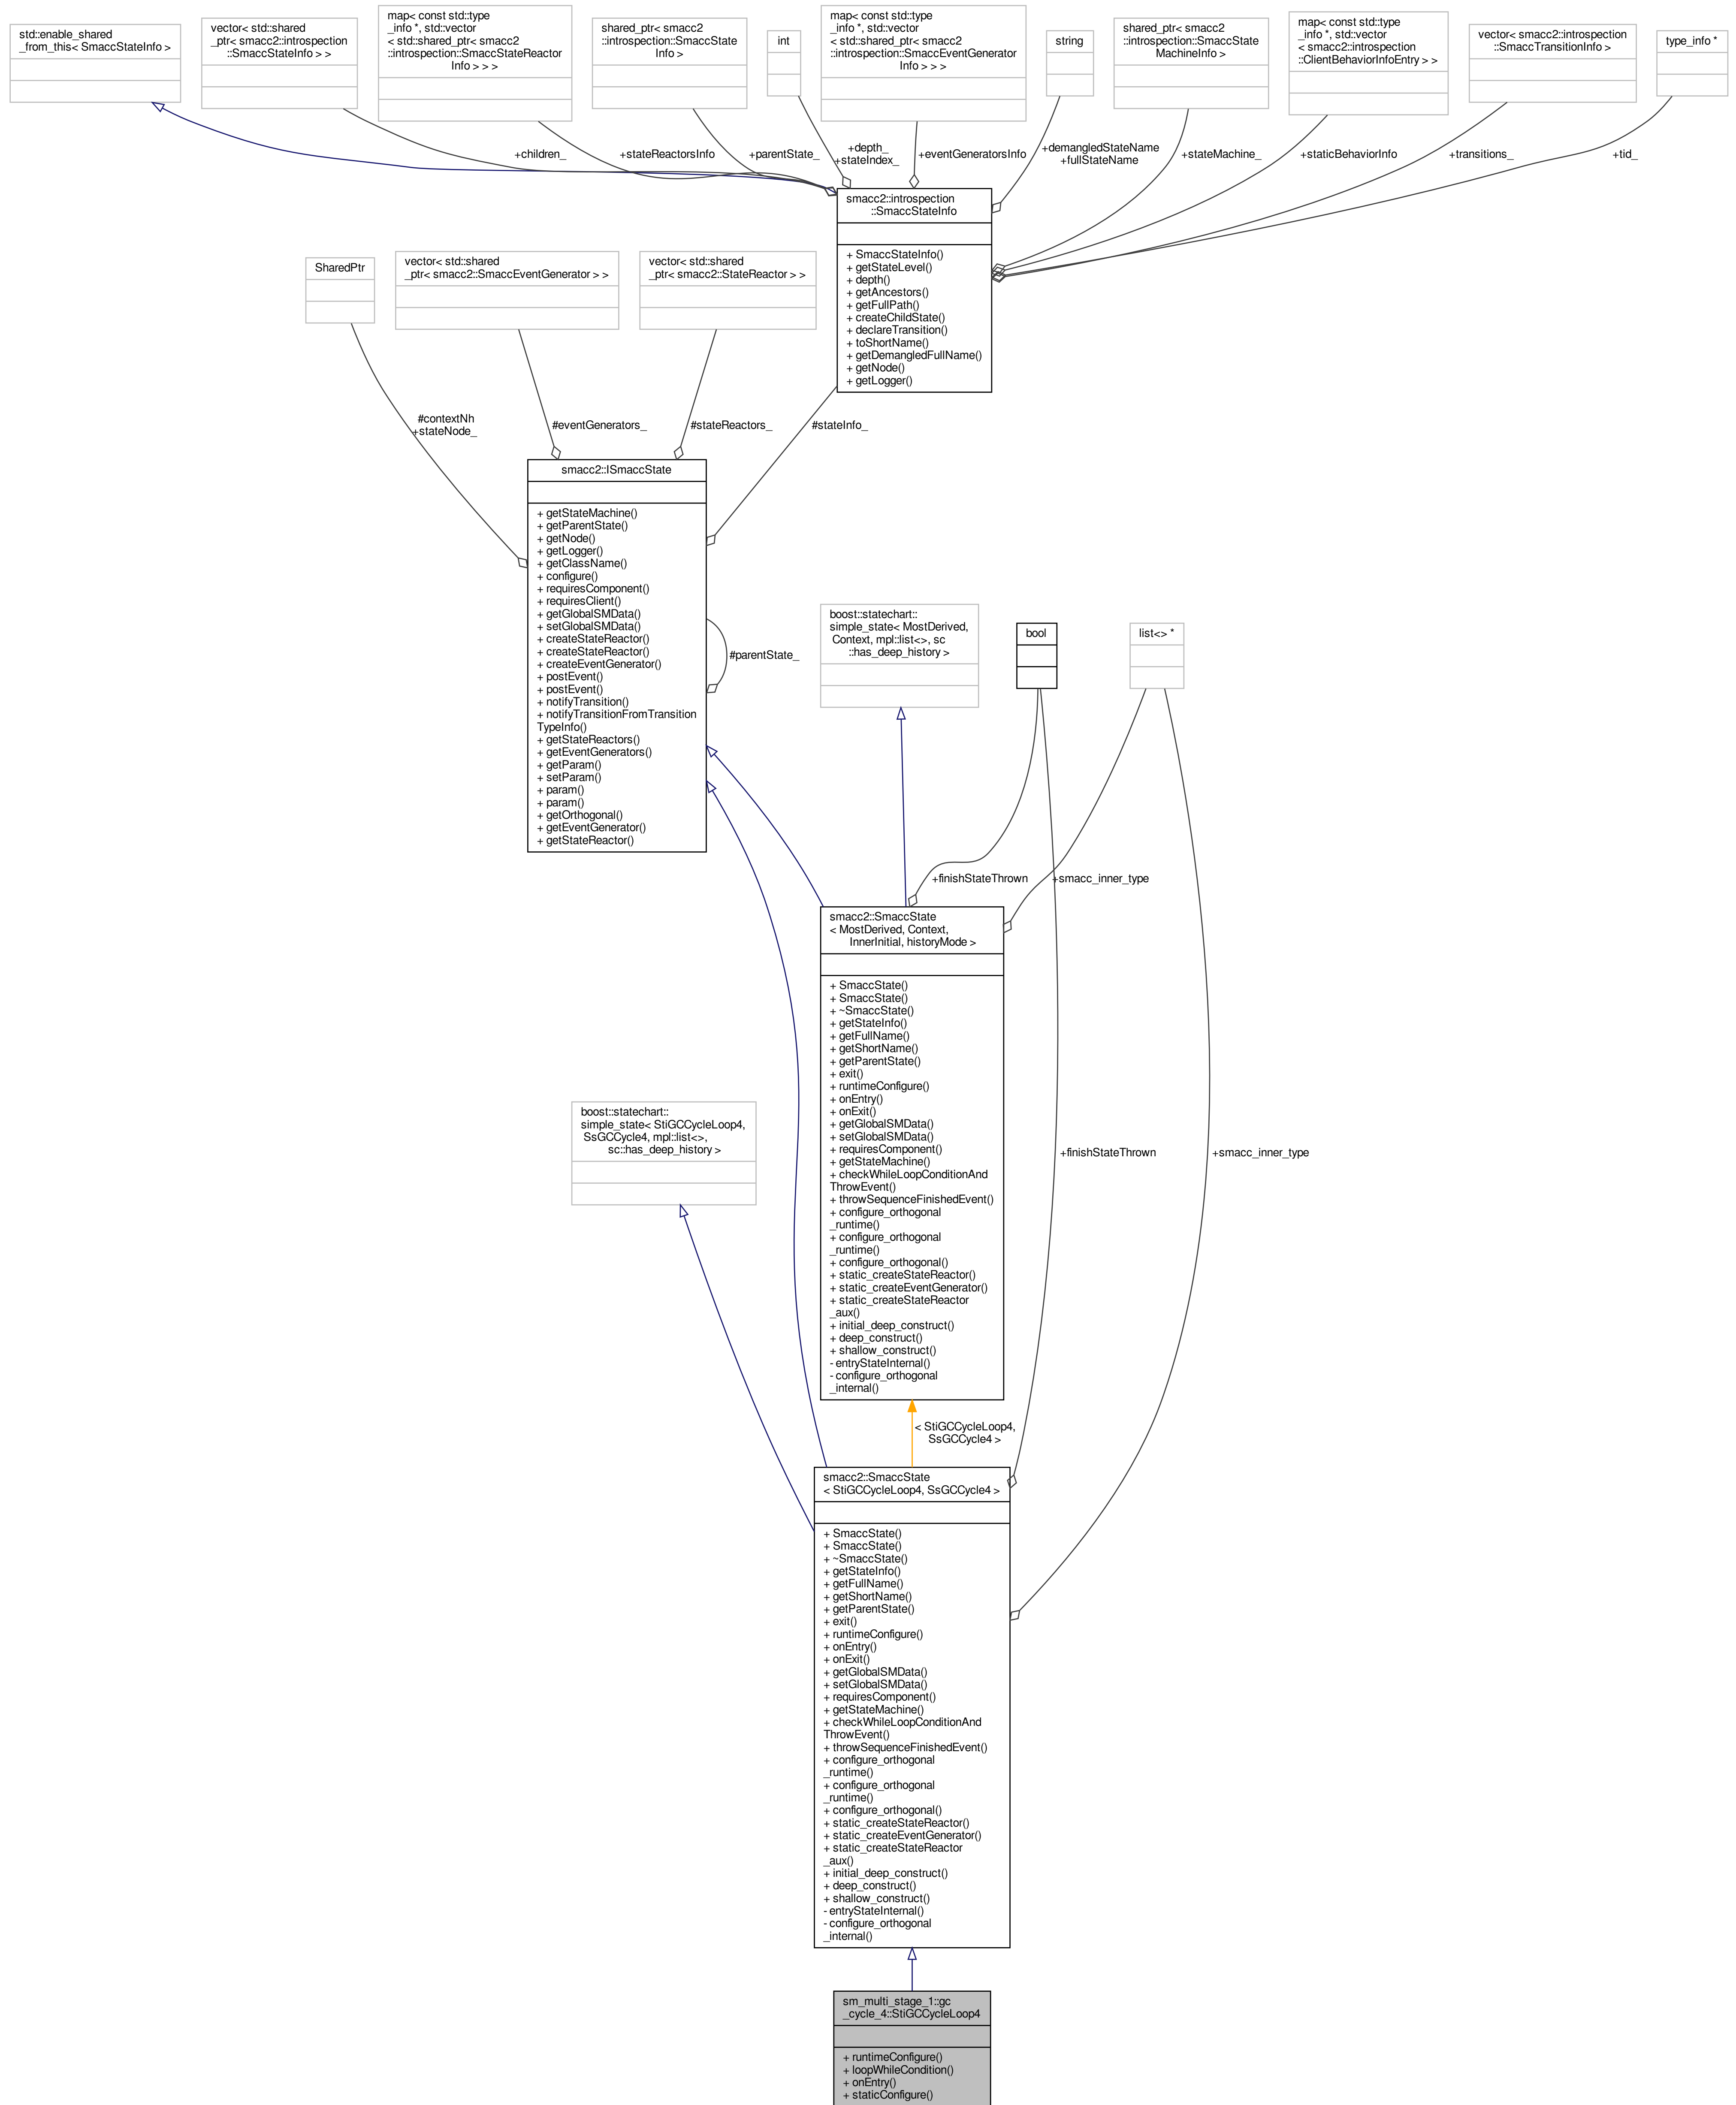 std::enable_shared
_from_this< SmaccStateInfo >
vector< std::shared
_ptr< smacc2::introspection
::SmaccStateInfo > >
map< const std::type
_info *, std::vector
< std::shared_ptr< smacc2
::introspection::SmaccStateReactor
Info > > >
shared_ptr< smacc2
::introspection::SmaccState
Info >
int
map< const std::type
_info *, std::vector
< std::shared_ptr< smacc2
::introspection::SmaccEventGenerator
Info > > >
string
shared_ptr< smacc2
::introspection::SmaccState
MachineInfo >
map< const std::type
_info *, std::vector
< smacc2::introspection
::ClientBehaviorInfoEntry > >
vector< smacc2::introspection
::SmaccTransitionInfo >
type_info *
+children_
+stateReactorsInfo
+parentState_
+depth_
+stateIndex_
+eventGeneratorsInfo
+demangledStateName
+fullStateName
+stateMachine_
+staticBehaviorInfo
+transitions_
+tid_
smacc2::introspection
::SmaccStateInfo
+ SmaccStateInfo()
+ getStateLevel()
+ depth()
+ getAncestors()
+ getFullPath()
+ createChildState()
+ declareTransition()
+ toShortName()
+ getDemangledFullName()
+ getNode()
+ getLogger()
SharedPtr
vector< std::shared
_ptr< smacc2::SmaccEventGenerator > >
vector< std::shared
_ptr< smacc2::StateReactor > >
#contextNh
+stateNode_
#eventGenerators_
#stateReactors_
#stateInfo_
smacc2::ISmaccState
+ getStateMachine()
+ getParentState()
+ getNode()
+ getLogger()
+ getClassName()
+ configure()
+ requiresComponent()
+ requiresClient()
+ getGlobalSMData()
+ setGlobalSMData()
+ createStateReactor()
+ createStateReactor()
+ createEventGenerator()
+ postEvent()
+ postEvent()
+ notifyTransition()
+ notifyTransitionFromTransition
TypeInfo()
+ getStateReactors()
+ getEventGenerators()
+ getParam()
+ setParam()
+ param()
+ param()
+ getOrthogonal()
+ getEventGenerator()
+ getStateReactor()
#parentState_
boost::statechart::
simple_state< MostDerived,
Context, mpl::list<>, sc
::has_deep_history >
bool
list<> *
+finishStateThrown
+smacc_inner_type
smacc2::SmaccState
< MostDerived, Context,
InnerInitial, historyMode >
+ SmaccState()
+ SmaccState()
+ ~SmaccState()
+ getStateInfo()
+ getFullName()
+ getShortName()
+ getParentState()
+ exit()
+ runtimeConfigure()
+ onEntry()
+ onExit()
+ getGlobalSMData()
+ setGlobalSMData()
+ requiresComponent()
+ getStateMachine()
+ checkWhileLoopConditionAnd
ThrowEvent()
+ throwSequenceFinishedEvent()
+ configure_orthogonal
_runtime()
+ configure_orthogonal
_runtime()
+ configure_orthogonal()
+ static_createStateReactor()
+ static_createEventGenerator()
+ static_createStateReactor
_aux()
+ initial_deep_construct()
+ deep_construct()
+ shallow_construct()
- entryStateInternal()
- configure_orthogonal
_internal()
boost::statechart::
simple_state< StiGCCycleLoop4,
SsGCCycle4, mpl::list<>,
sc::has_deep_history >
+finishStateThrown
+smacc_inner_type
< StiGCCycleLoop4,
SsGCCycle4 >
smacc2::SmaccState
< StiGCCycleLoop4, SsGCCycle4 >
+ SmaccState()
+ SmaccState()
+ ~SmaccState()
+ getStateInfo()
+ getFullName()
+ getShortName()
+ getParentState()
+ exit()
+ runtimeConfigure()
+ onEntry()
+ onExit()
+ getGlobalSMData()
+ setGlobalSMData()
+ requiresComponent()
+ getStateMachine()
+ checkWhileLoopConditionAnd
ThrowEvent()
+ throwSequenceFinishedEvent()
+ configure_orthogonal
_runtime()
+ configure_orthogonal
_runtime()
+ configure_orthogonal()
+ static_createStateReactor()
+ static_createEventGenerator()
+ static_createStateReactor
_aux()
+ initial_deep_construct()
+ deep_construct()
+ shallow_construct()
- entryStateInternal()
- configure_orthogonal
_internal()
sm_multi_stage_1::gc
_cycle_4::StiGCCycleLoop4
+ runtimeConfigure()
+ loopWhileCondition()
+ onEntry()
+ staticConfigure()